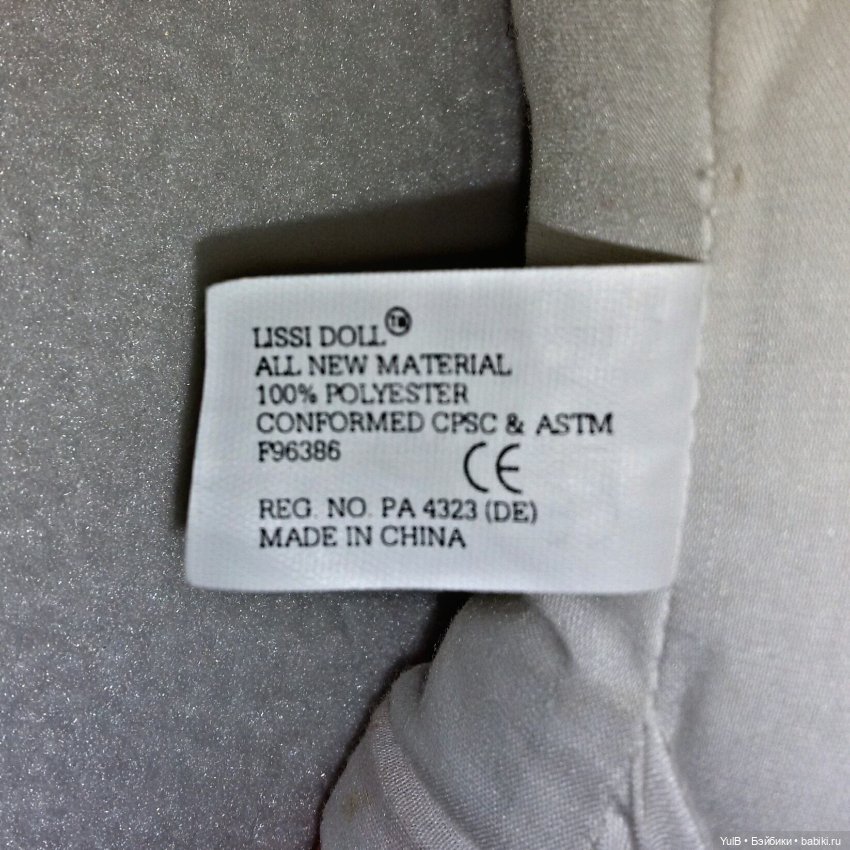 LISSI DOLL
ALL NEW MATERIAL
100% POLYESTER
CONFORMED CPSC & ASTM
F96386
CE
REG. NO. PA 4323 (DE)
MADE IN CHINA
YulB • Бэйбики • babiki.ru